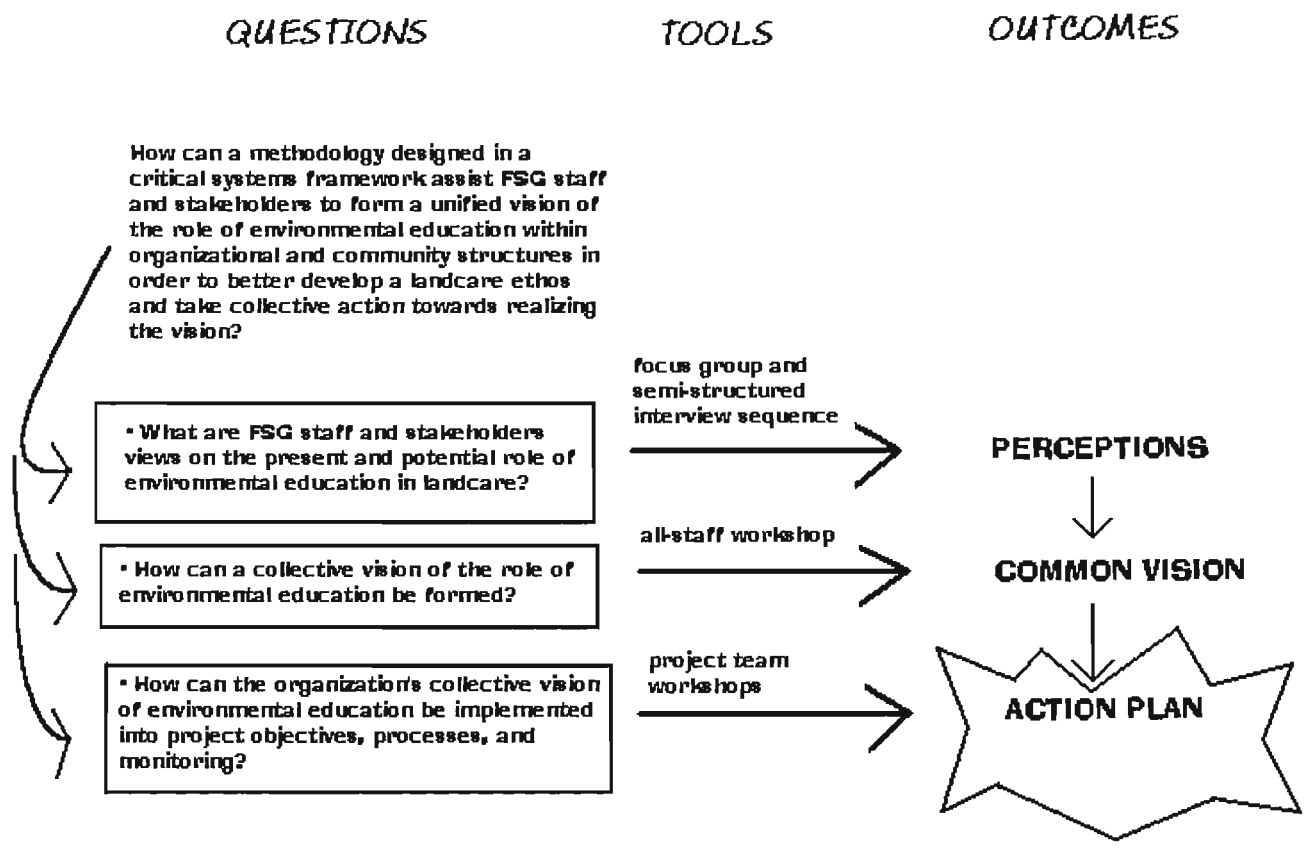 QUESTIONS
TOOLS
OUTCOMES
How can a methodology designed in a
critical systems framework assist FSG staff
and stakeholders to form a unified vision of
the role of environmental education within
organizational and community structures in
order to better develop a landcare ethos
and take collective action towards realizing
the vision?
• What are FSG staff and stakeholders
views on the present and potential role of
environmental education in landcare?
focus group and
semi-structured
interview sequence
PERCEPTIONS
• How can a collective vision of the role of
environmental education be formed?
all-staff workshop
COMMON VISION
• How can the organization's collective vision
of environmental education be implemented
into project objectives, processes, and
monitoring?
project team
workshops
ACTION PLAN